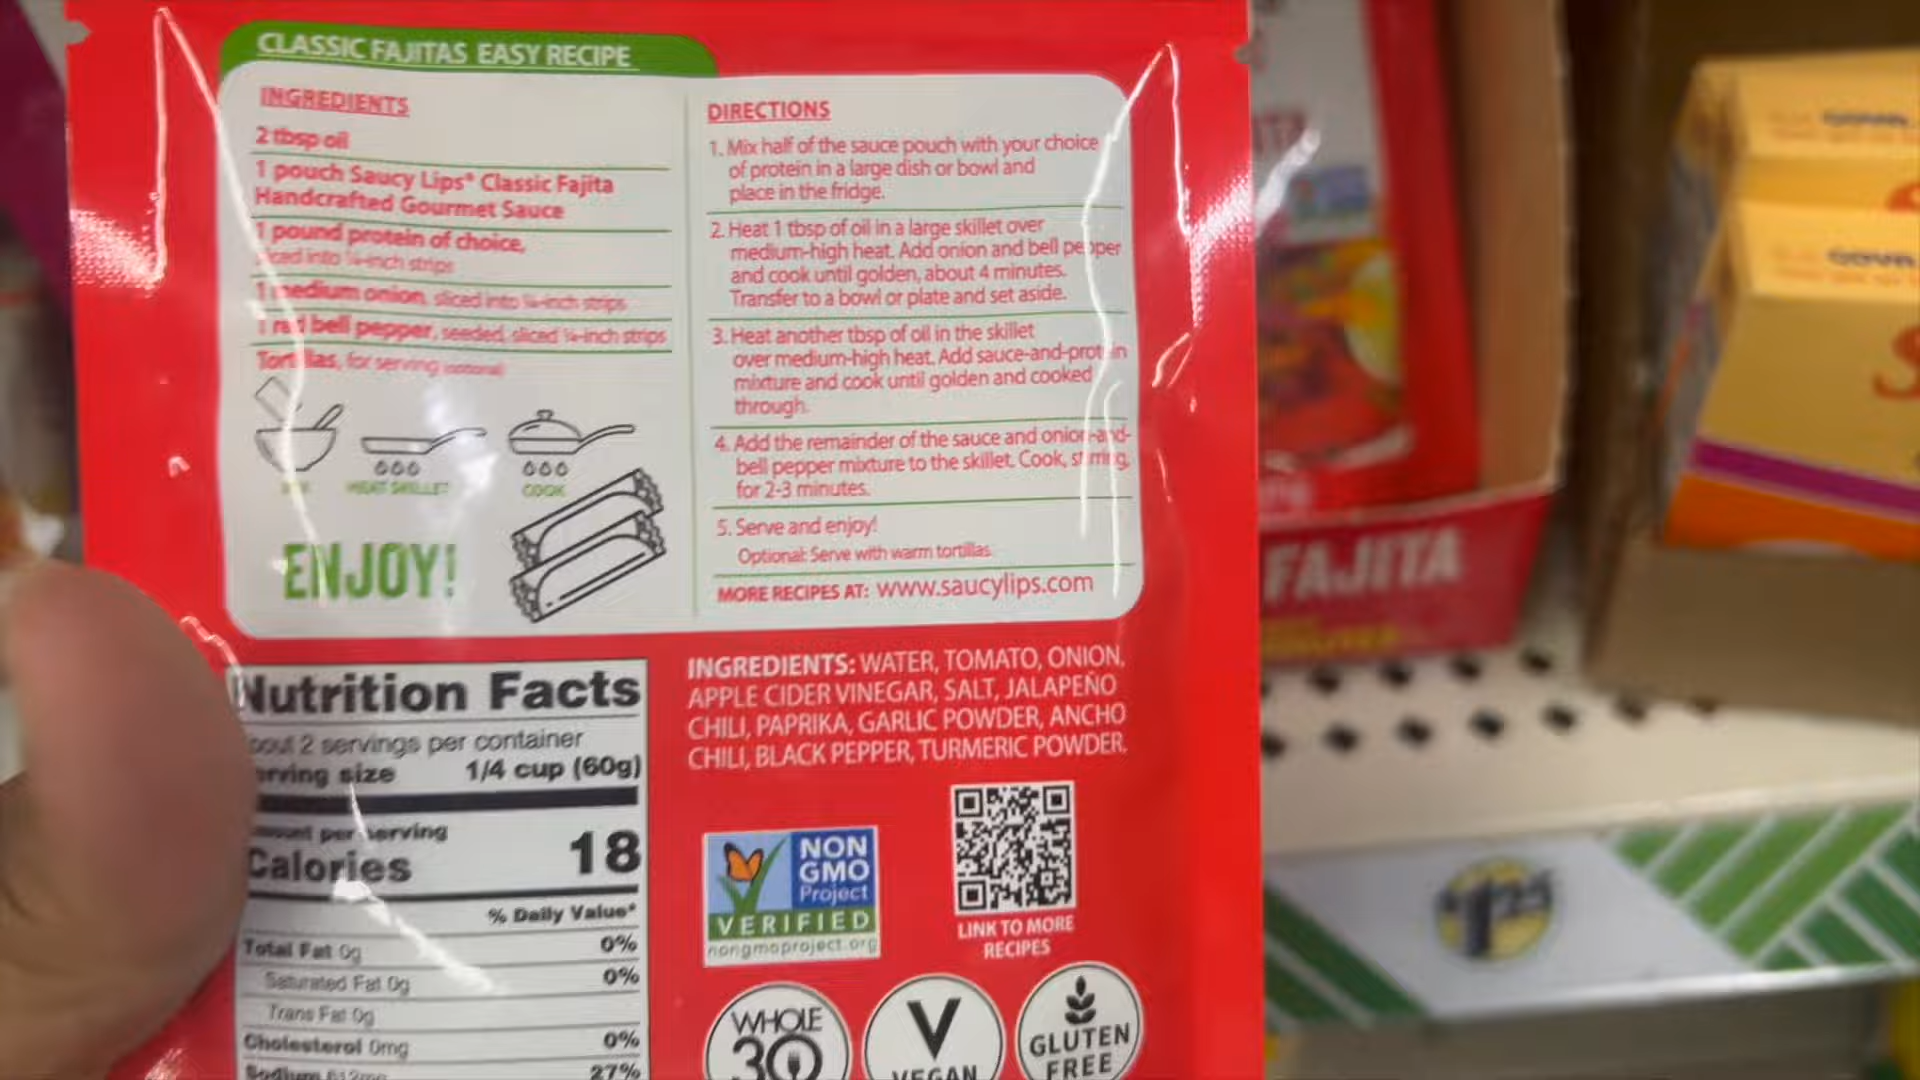 CLASSIC FAJITAS EASY RECIPE
INGREDIENTS
2 tbsp oil
1 pouch Saucy Lips® Classic Fajita
Handcrafted Gourmet Sauce
1 pound protein of choice,
sliced into ¼-inch strips
1 medium onion, sliced into ¼-inch strips
1 red bell pepper, seeded, sliced ¼-inch strips
Tortillas, for serving (optional)
HEAT SKILLET
COOK
ENJOY!
DIRECTIONS
1. Mix half of the sauce pouch with your choice
of protein in a large dish or bowl and
place in the fridge.
2. Heat 1 tbsp of oil in a large skillet over
medium-high heat. Add onion and bell pepper
and cook until golden, about 4 minutes.
Transfer to a bowl or plate and set aside.
3. Heat another tbsp of oil in the skillet
over medium-high heat. Add sauce-and-protein
mixture and cook until golden and cooked
through.
4. Add the remainder of the sauce and onion-and-
bell pepper mixture to the skillet. Cook, stirring,
for 2-3 minutes.
5. Serve and enjoy!
Optional: Serve with warm tortillas.
MORE RECIPES AT: www.saucylips.com
Nutrition Facts
about 2 servings per container
serving size 1/4 cup (60g)
Amount per serving
Calories 18
% Daily Value*
Total Fat 0g 0%
Saturated Fat 0g 0%
Trans Fat 0g
Cholesterol 0mg 0%
Sodium 612mg 27%
INGREDIENTS: WATER, TOMATO, ONION,
APPLE CIDER VINEGAR, SALT, JALAPEÑO
CHILI, PAPRIKA, GARLIC POWDER, ANCHO
CHILI, BLACK PEPPER, TURMERIC POWDER.
NON
GMO
Project
VERIFIED
nongmoproject.org
LINK TO MORE
RECIPES
WHOLE
30
V
VEGAN
GLUTEN
FREE
FAJITA
$1.25